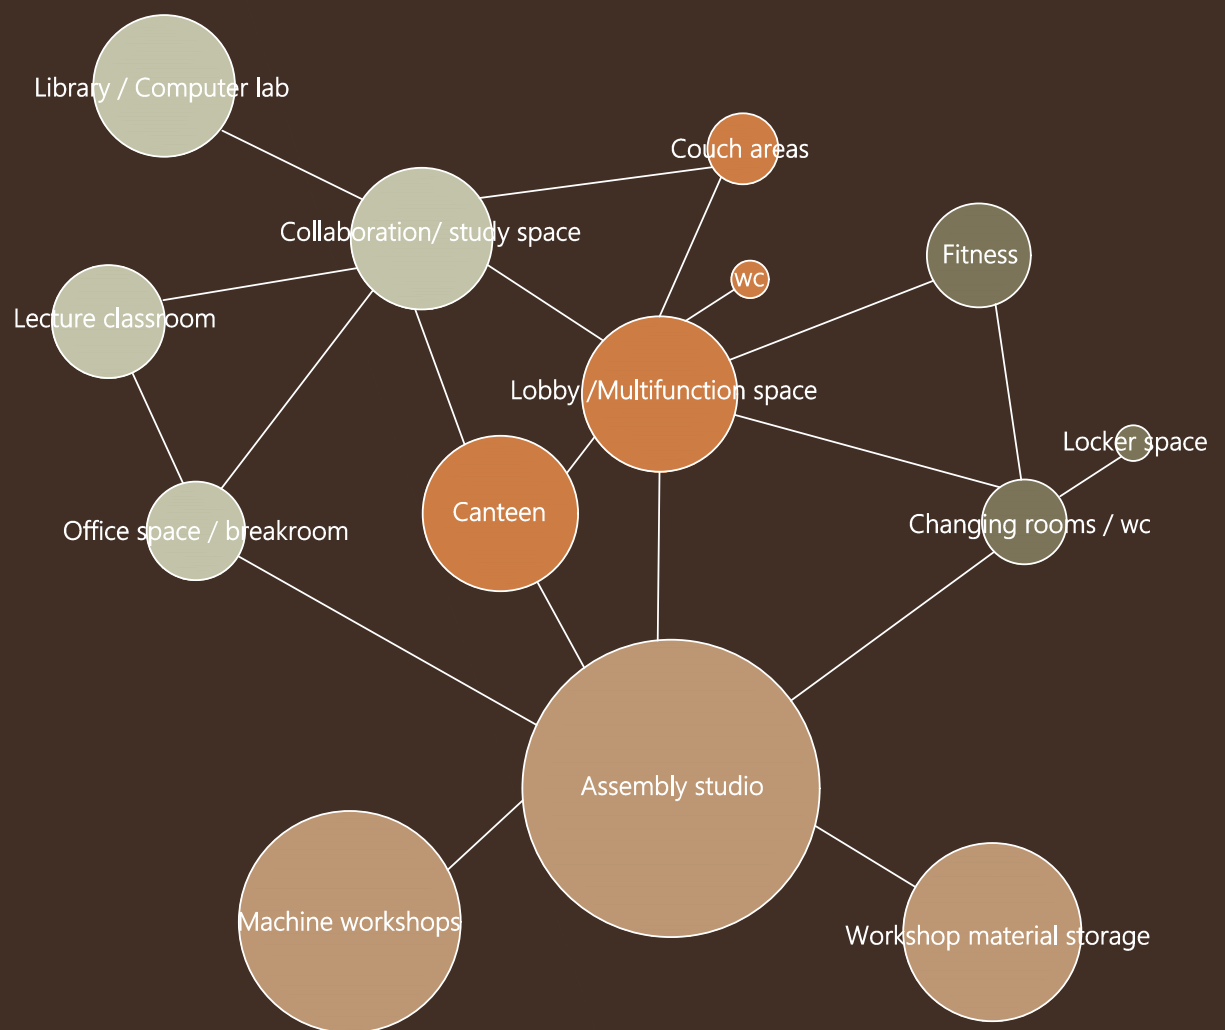 Library / Computer lab
Couch areas
Collaboration/ study space
Fitness
wc
Lecture classroom
Lobby /Multifunction space
Locker space
Canteen
Office space / breakroom
Changing rooms / wc
Assembly studio
Machine workshops
Workshop material storage